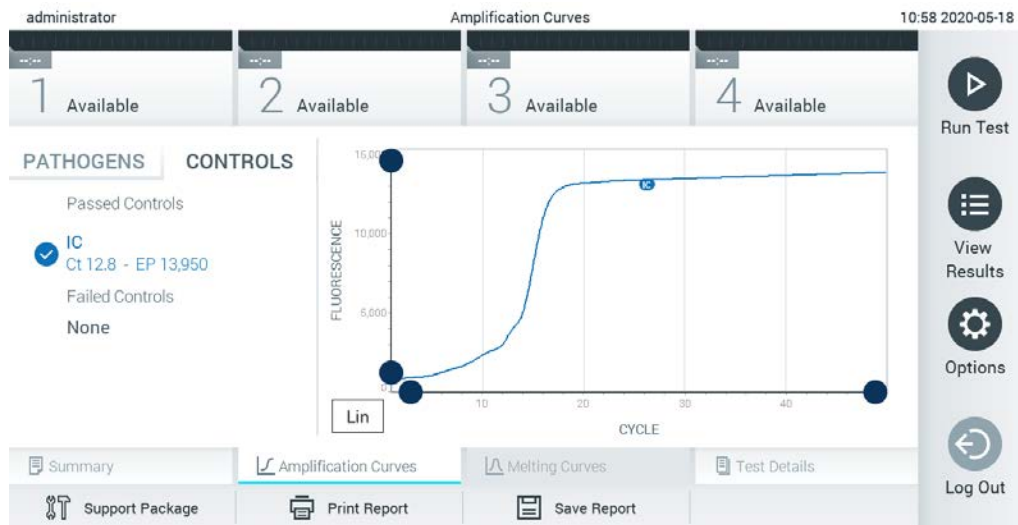 administrator
Amplification Curves
10:58 2020-05-18
--:--
1 Available
--:--
2 Available
--:--
3 Available
--:--
4 Available
Run Test
PATHOGENS
CONTROLS
Passed Controls
IC
Ct 12.8 - EP 13,950
Failed Controls
None
FLUORESCENCE
10,000
5,000
0
IC
Lin
10
20
30
40
CYCLE
View
Results
Options
Log Out
Summary
Amplification Curves
Melting Curves
Test Details
Support Package
Print Report
Save Report